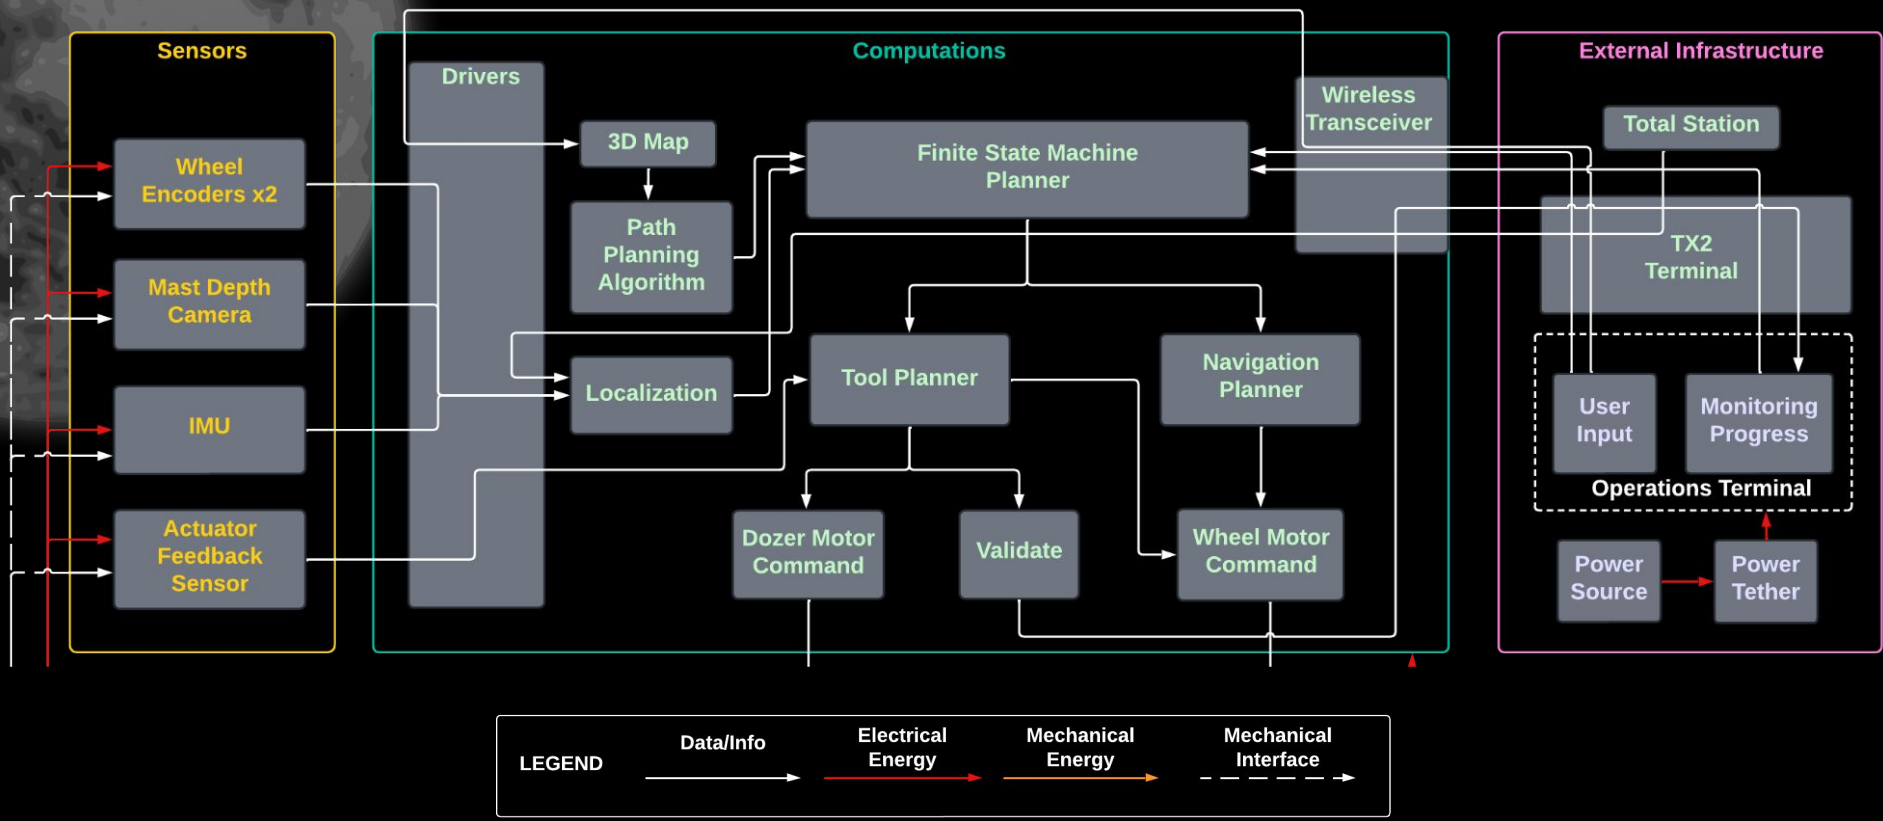 Sensors
Wheel
Encoders x2
Mast Depth
Camera
IMU
Actuator
Feedback
Sensor
Computations
Drivers
3D Map
Path
Planning
Algorithm
Localization
Finite State Machine
Planner
Wireless
Transceiver
Tool Planner
Navigation
Planner
Dozer Motor
Command
Validate
Wheel Motor
Command
External Infrastructure
Total Station
TX2
Terminal
User
Input
Monitoring
Progress
Operations Terminal
Power
Source
Power
Tether
LEGEND
Data/Info
Electrical
Energy
Mechanical
Energy
Mechanical
Interface